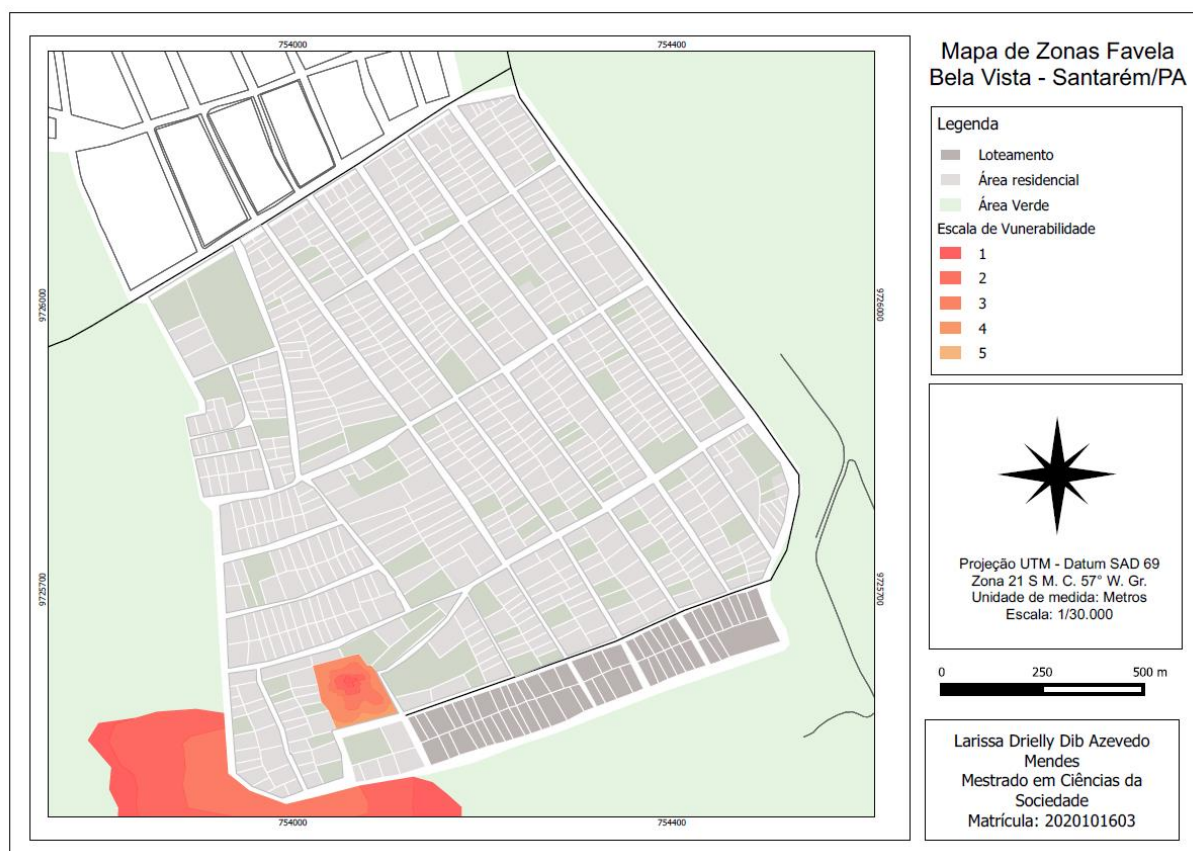 754000
754400
9726000
9726000
9725700
9725700
754000
754400
Mapa de Zonas Favela
Bela Vista - Santarém/PA
Legenda
Loteamento
Área residencial
Área Verde
Escala de Vunerabilidade
1
2
3
4
5
Projeção UTM - Datum SAD 69
Zona 21 S M. C. 57° W. Gr.
Unidade de medida: Metros
Escala: 1/30.000
0 250 500 m
Larissa Drielly Dib Azevedo
Mendes
Mestrado em Ciências da
Sociedade
Matrícula: 2020101603